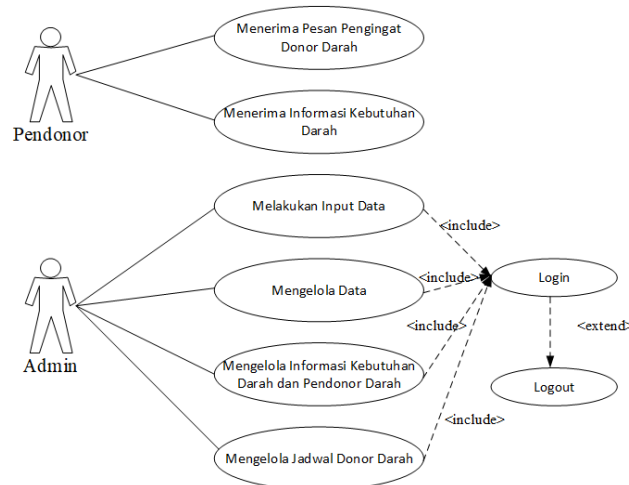 Menerima Pesan Pengingat
Donor Darah
Pendonor
Menerima Informasi Kebutuhan
Darah
Melakukan Input Data
<include>
Mengelola Data
<include>
Login
Admin
<include>
Mengelola Informasi Kebutuhan
Darah dan Pendonor Darah
<extend>
Logout
<include>
Mengelola Jadwal Donor Darah